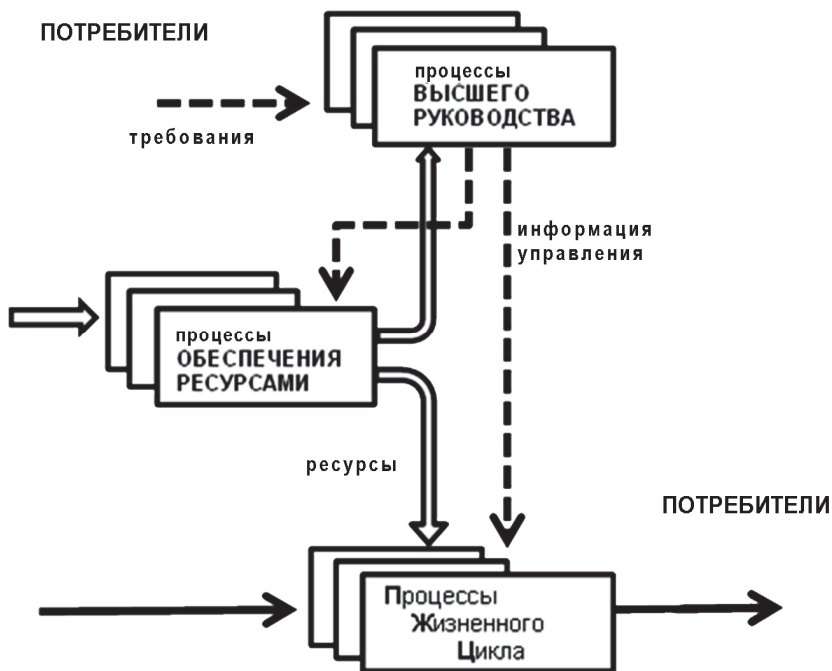 ПОТРЕБИТЕЛИ
процессы
ВЫСШЕГО
РУКОВОДСТВА
требования
информация
управления
процессы
ОБЕСПЕЧЕНИЯ
РЕСУРСАМИ
ресурсы
ПОТРЕБИТЕЛИ
Процессы
Жизненного
Цикла